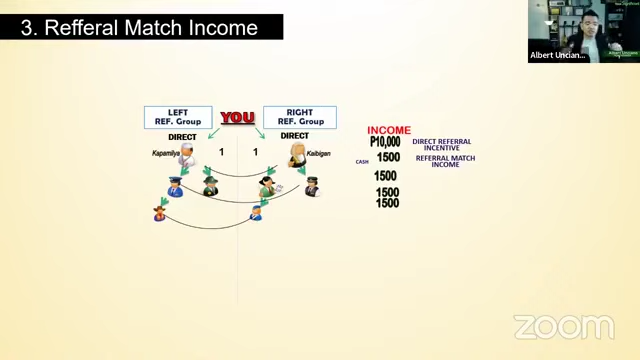 3. Refferal Match Income
Albert Uncian...
LEFT
REF. Group
YOU
RIGHT
REF. Group
DIRECT
DIRECT
Kapamilya
1
1
Kaibigan
INCOME
P10,000
DIRECT REFERRAL
INCENTIVE
CASH
1500
REFERRAL MATCH
INCOME
1500
1500
1500
zoom